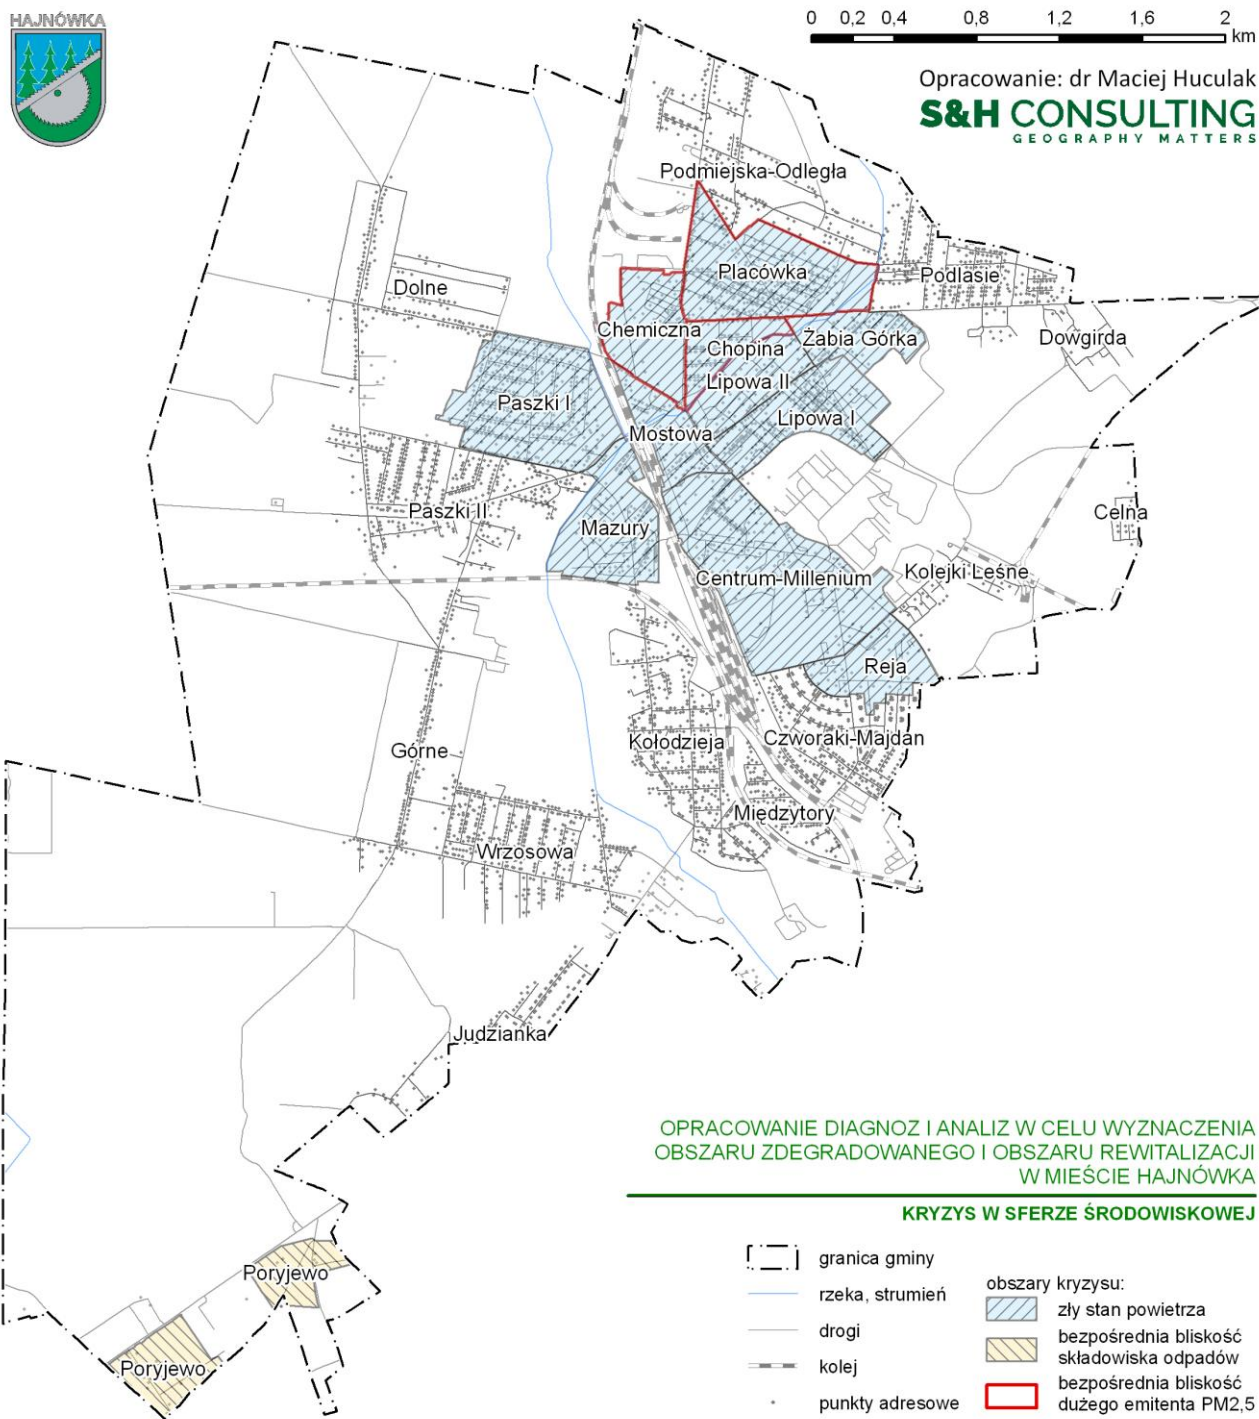 HAJNÓWKA
0 0,2 0,4 0,8 1,2 1,6 2
km
Opracowanie: dr Maciej Huculak
S&H CONSULTING
GEOGRAPHY MATTERS
Podmiejska-Odległa
Placówka
Podlasie
Dolne
Chemiczna
Chopina
Żabia Górka
Dowgirda
Lipowa II
Paszki I
Lipowa I
Mostowa
Paszki II
Celna
Mazury
Centrum-Millenium
Kolejki Leśne
Reja
Górne
Kołodzieja
Czworaki-Majdan
Międzytory
Wrzosowa
Judzianka
Poryjewo
Poryjewo
OPRACOWANIE DIAGNOZ I ANALIZ W CELU WYZNACZENIA
OBSZARU ZDEGRADOWANEGO I OBSZARU REWITALIZACJI
W MIEŚCIE HAJNÓWKA
KRYZYS W SFERZE ŚRODOWISKOWEJ
granica gminy
rzeka, strumień
drogi
kolej
punkty adresowe
obszary kryzysu:
zły stan powietrza
bezpośrednia bliskość
składowiska odpadów
bezpośrednia bliskość
dużego emitenta PM2,5